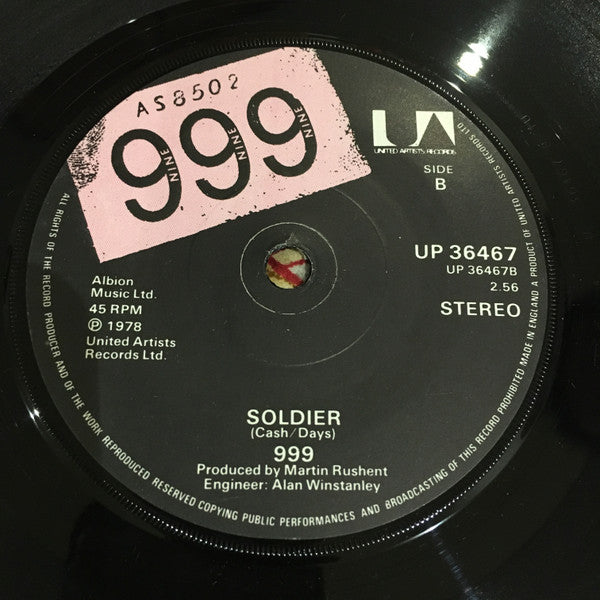 AS8502
999
NINE NINE NINE
UA
UNITED ARTISTS RECORDS
SIDE
B
UP 36467
UP 36467B
2.56
STEREO
Albion
Music Ltd.
45 RPM
℗ 1978
United Artists
Records Ltd.
SOLDIER
(Cash/Days)
999
Produced by Martin Rushent
Engineer: Alan Winstanley
ALL RIGHTS OF THE RECORD PRODUCER AND OF THE OWNER OF THE WORK REPRODUCED RESERVED COPYING PUBLIC PERFORMANCES AND BROADCASTING OF THIS RECORD PROHIBITED MADE IN ENGLAND A PRODUCT OF UNITED ARTISTS RECORDS LTD